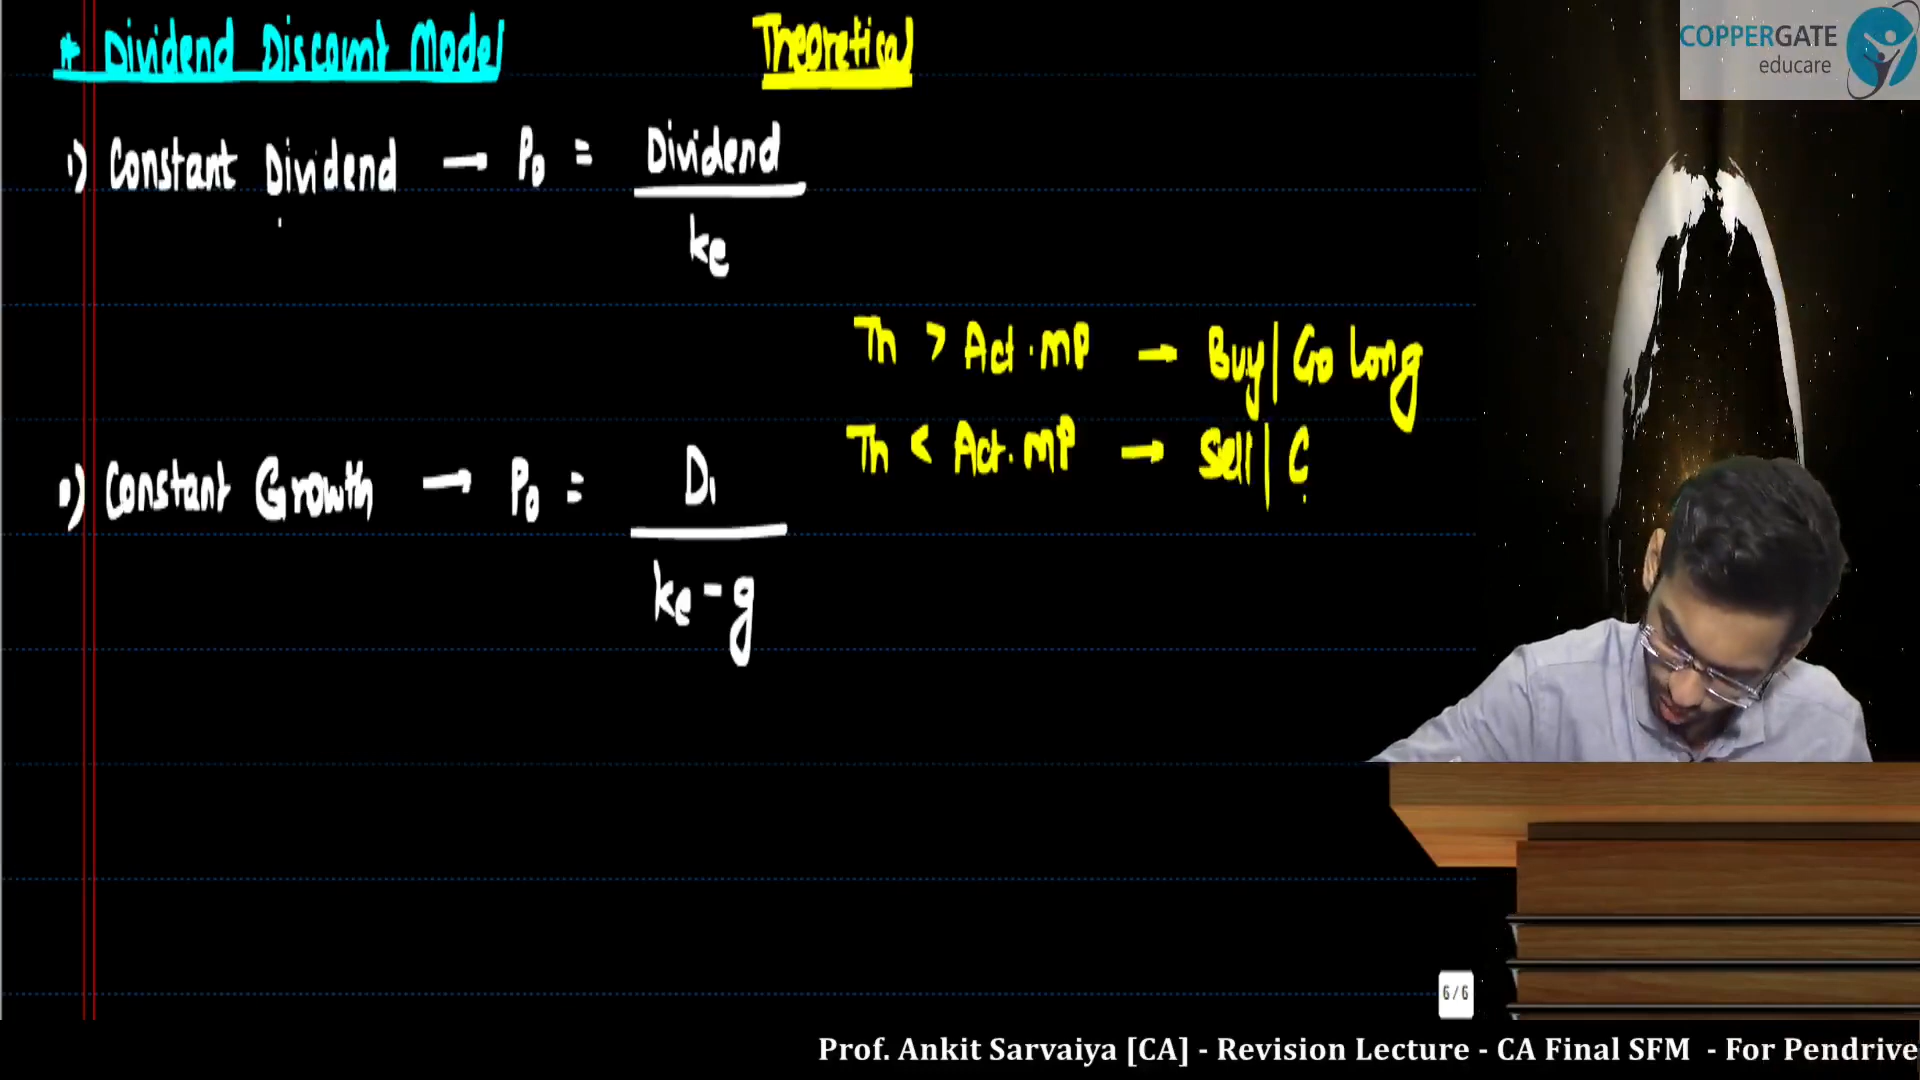 * Dividend Discount Model
Theoretical
COPPERGATE
educare
1) Constant Dividend → P0 = Dividend
ke
Th > Act. MP → Buy | Go Long
Th < Act. MP → Sell | G
) Constant Growth → P0 = D1
ke - g
6/6
Prof. Ankit Sarvaiya [CA] - Revision Lecture - CA Final SFM - For Pendrive